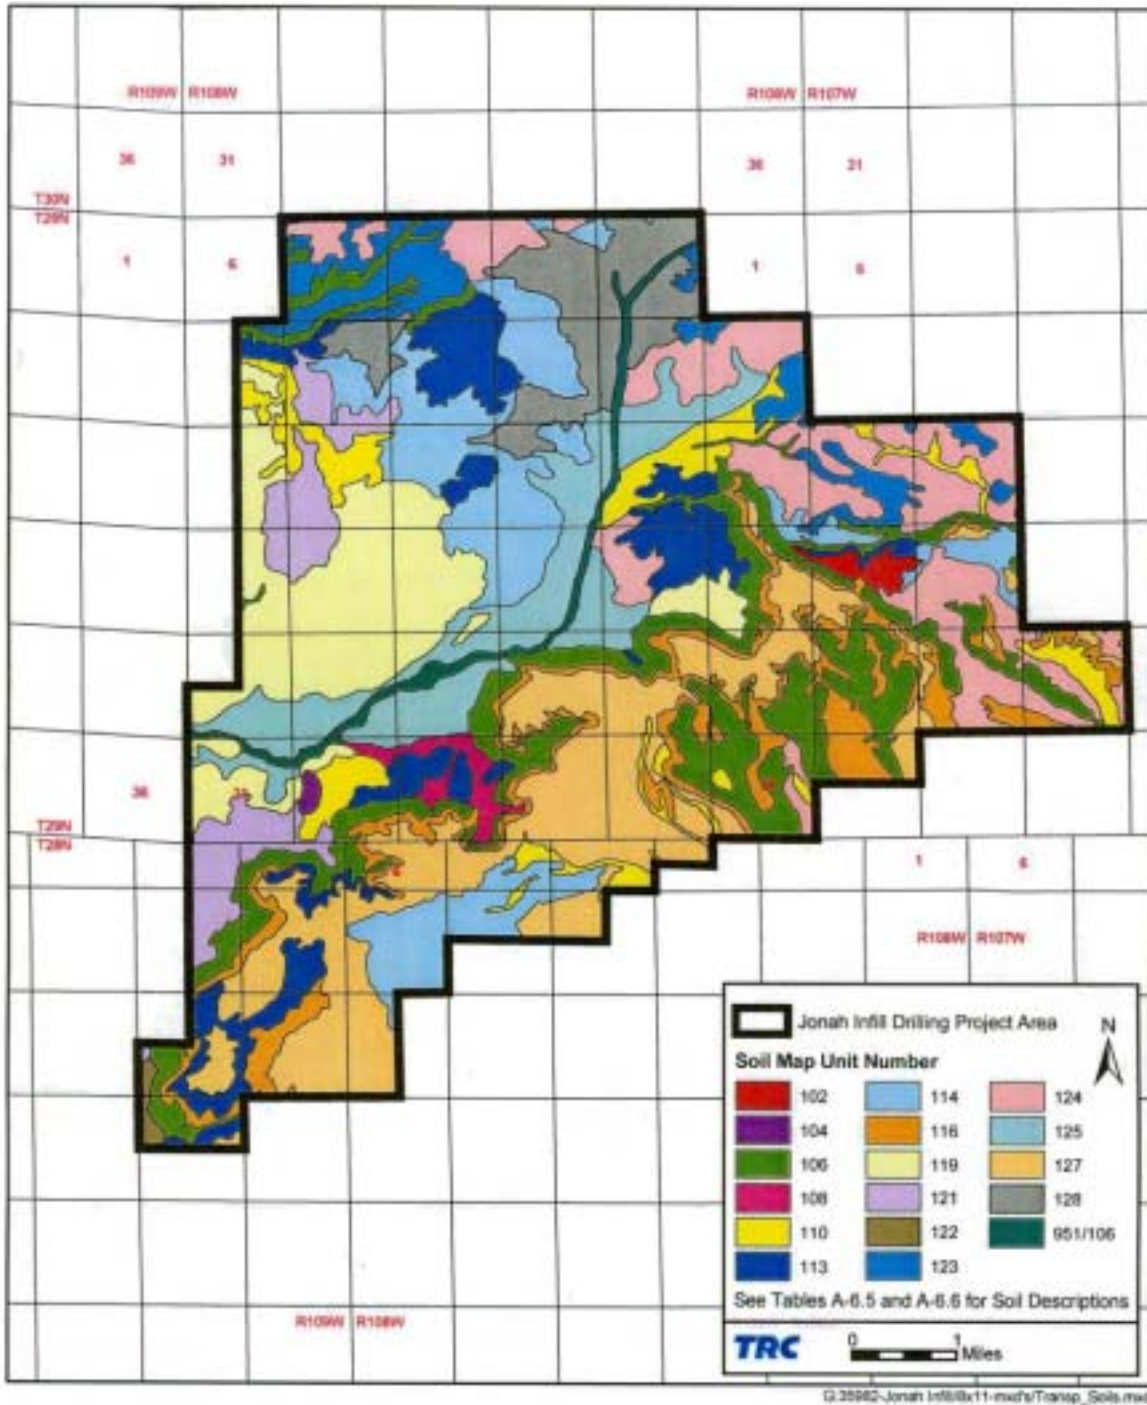 R109W R108W
R108W R107W
36 31
36 31
T30N
T29N
1 6
1 6
36
T29N
T28N
6
1 6
R108W R107W
Jonah Infill Drilling Project Area
N
Soil Map Unit Number
102 114 124
104 116 125
106 119 127
108 121 128
110 122 951/106
113 123
See Tables A-6.5 and A-6.6 for Soil Descriptions
TRC
0 1
Miles
R109W R108W